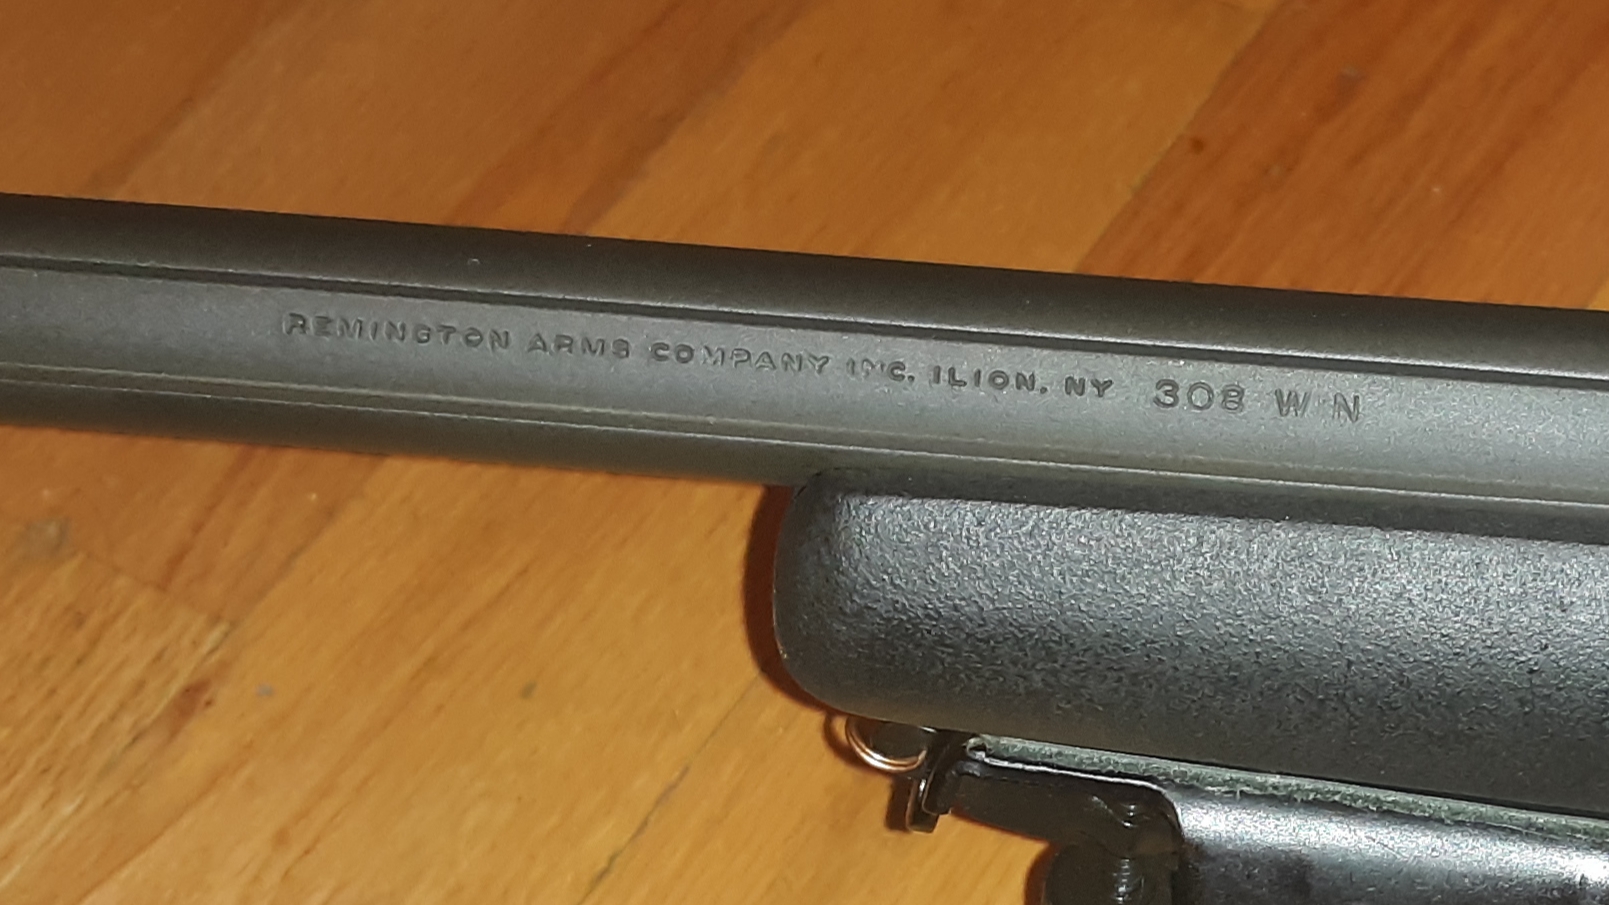 REMINGTON ARMS COMPANY INC. ILION, NY 308 WIN